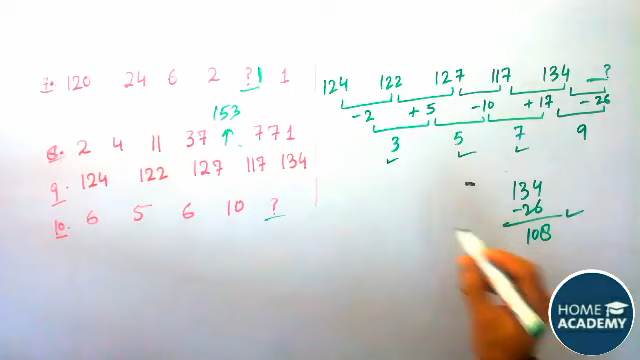 7. 120 24 6 2 ? 1 1
153
↑
8. 2 4 11 37 771
9. 124 122 127 117 134
10. 6 5 6 10 ?
124 122 127 117 134 ?
-2 +5 -10 +17 -26
3 5 7 9
134
-26
108
HOME
ACADEMY